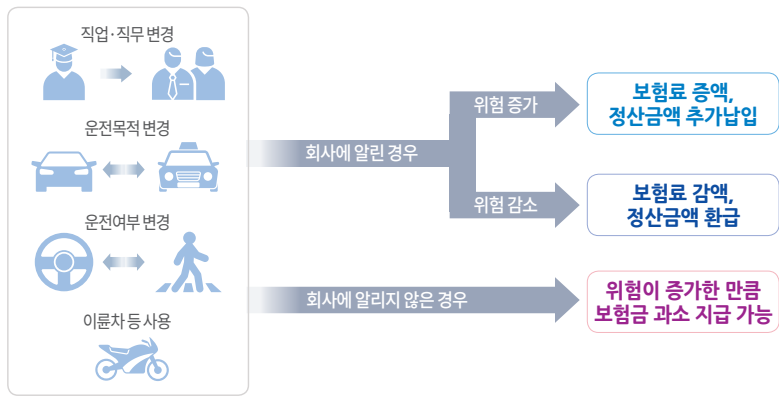 직업·직무 변경
운전목적 변경
운전여부 변경
이륜차 등 사용
회사에 알린 경우
위험 증가
보험료 증액,
정산금액 추가납입
위험 감소
보험료 감액,
정산금액 환급
회사에 알리지 않은 경우
위험이 증가한 만큼
보험금 과소 지급 가능